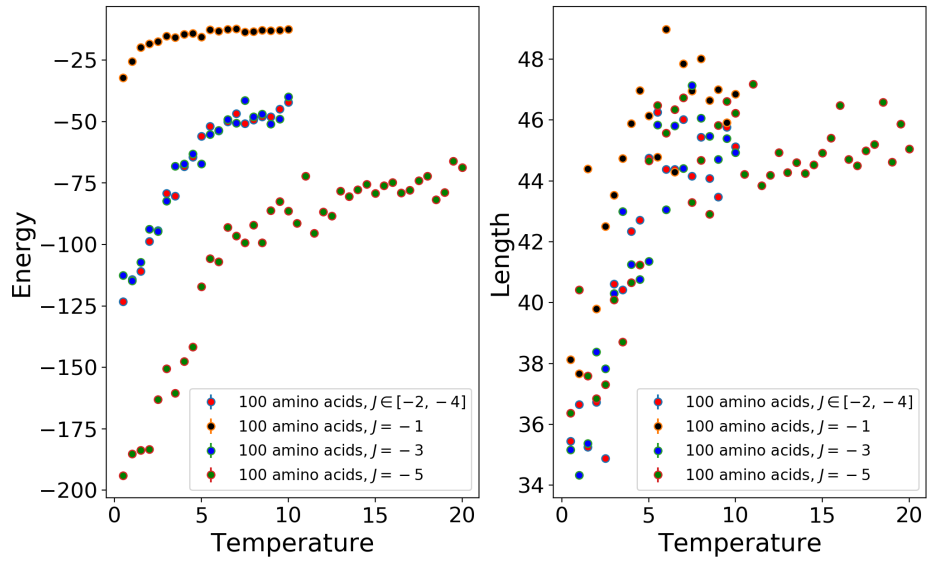 Energy
−25
−50
−75
−100
−125
−150
−175
−200
0
5
10
15
20
Temperature
100 amino acids, J ∈ [−2, −4]
100 amino acids, J = −1
100 amino acids, J = −3
100 amino acids, J = −5
Length
48
46
44
42
40
38
36
34
0
5
10
15
20
Temperature
100 amino acids, J ∈ [−2, −4]
100 amino acids, J = −1
100 amino acids, J = −3
100 amino acids, J = −5